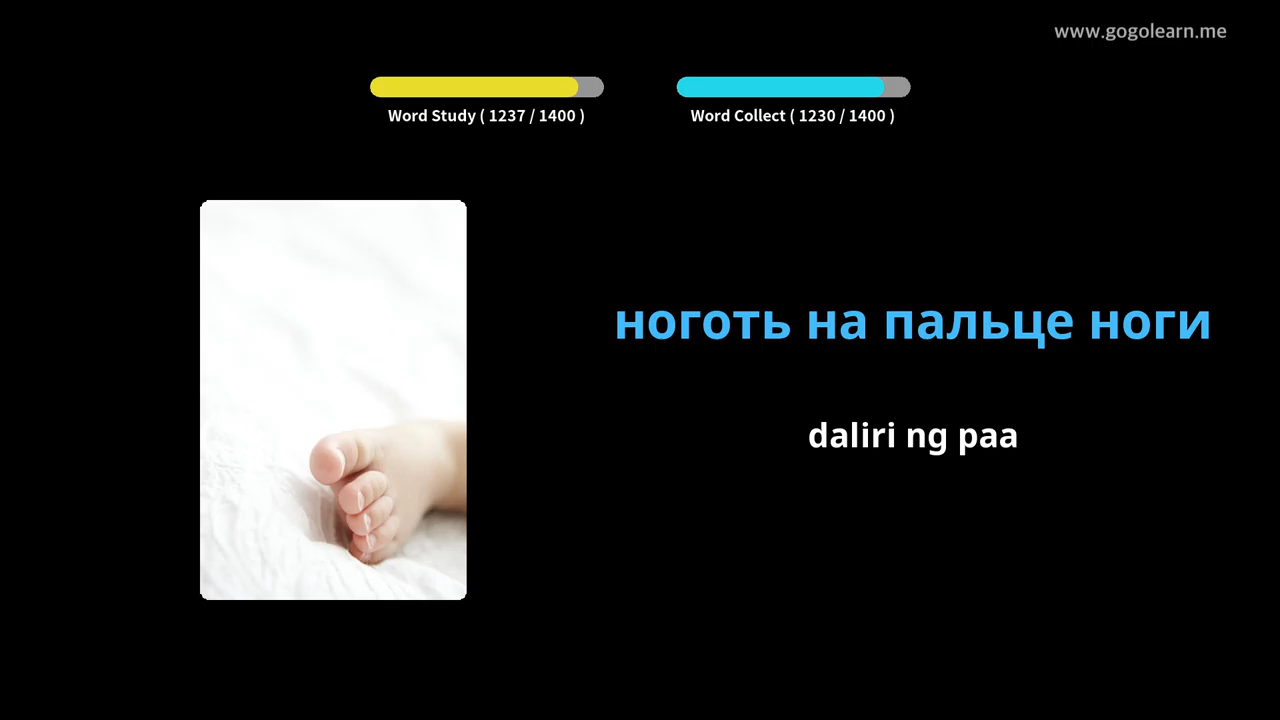 www.gogolearn.me
Word Study ( 1237 / 1400 )
Word Collect ( 1230 / 1400 )
ноготь на пальце ноги
daliri ng paa